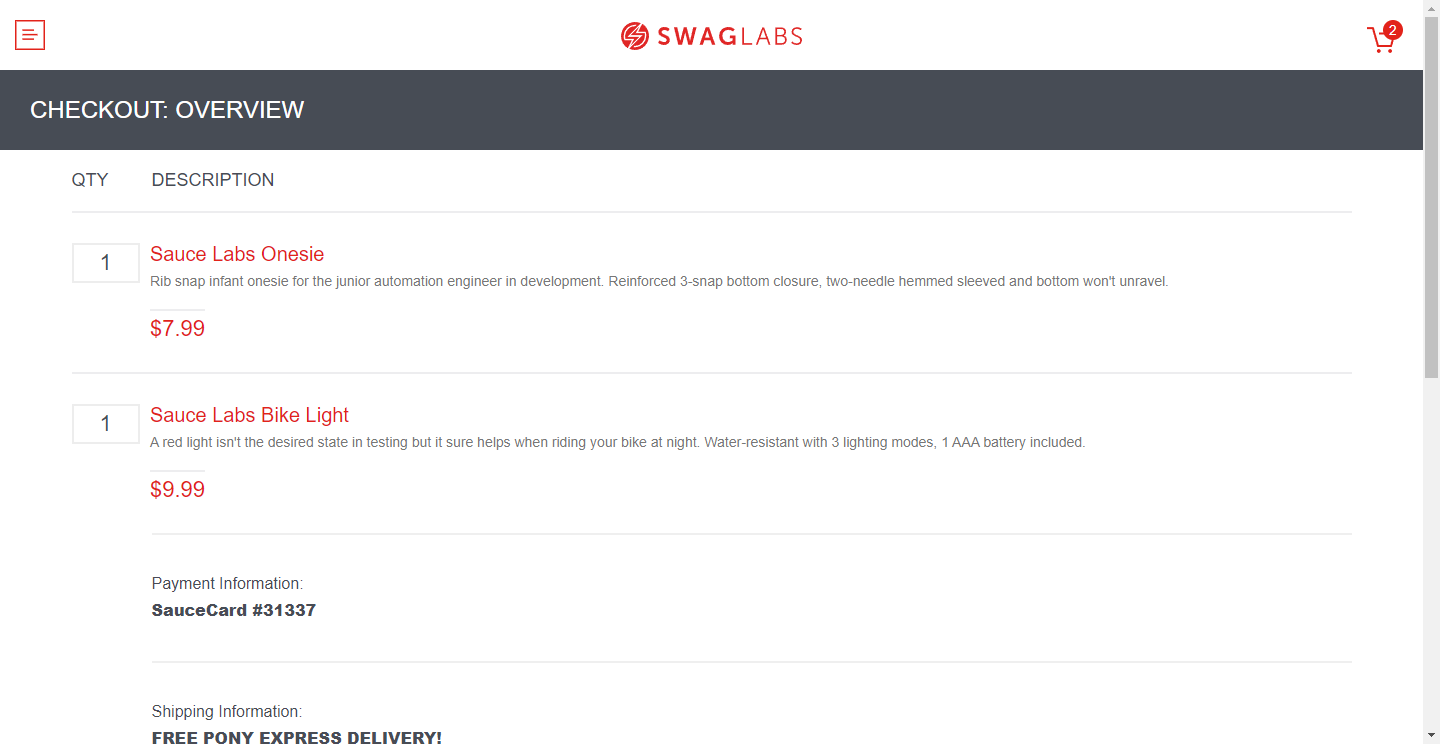 SWAGLABS
2
CHECKOUT: OVERVIEW
QTY DESCRIPTION
1
Sauce Labs Onesie
Rib snap infant onesie for the junior automation engineer in development. Reinforced 3-snap bottom closure, two-needle hemmed sleeved and bottom won't unravel.
$7.99
1
Sauce Labs Bike Light
A red light isn't the desired state in testing but it sure helps when riding your bike at night. Water-resistant with 3 lighting modes, 1 AAA battery included.
$9.99
Payment Information:
SauceCard #31337
Shipping Information:
FREE PONY EXPRESS DELIVERY!